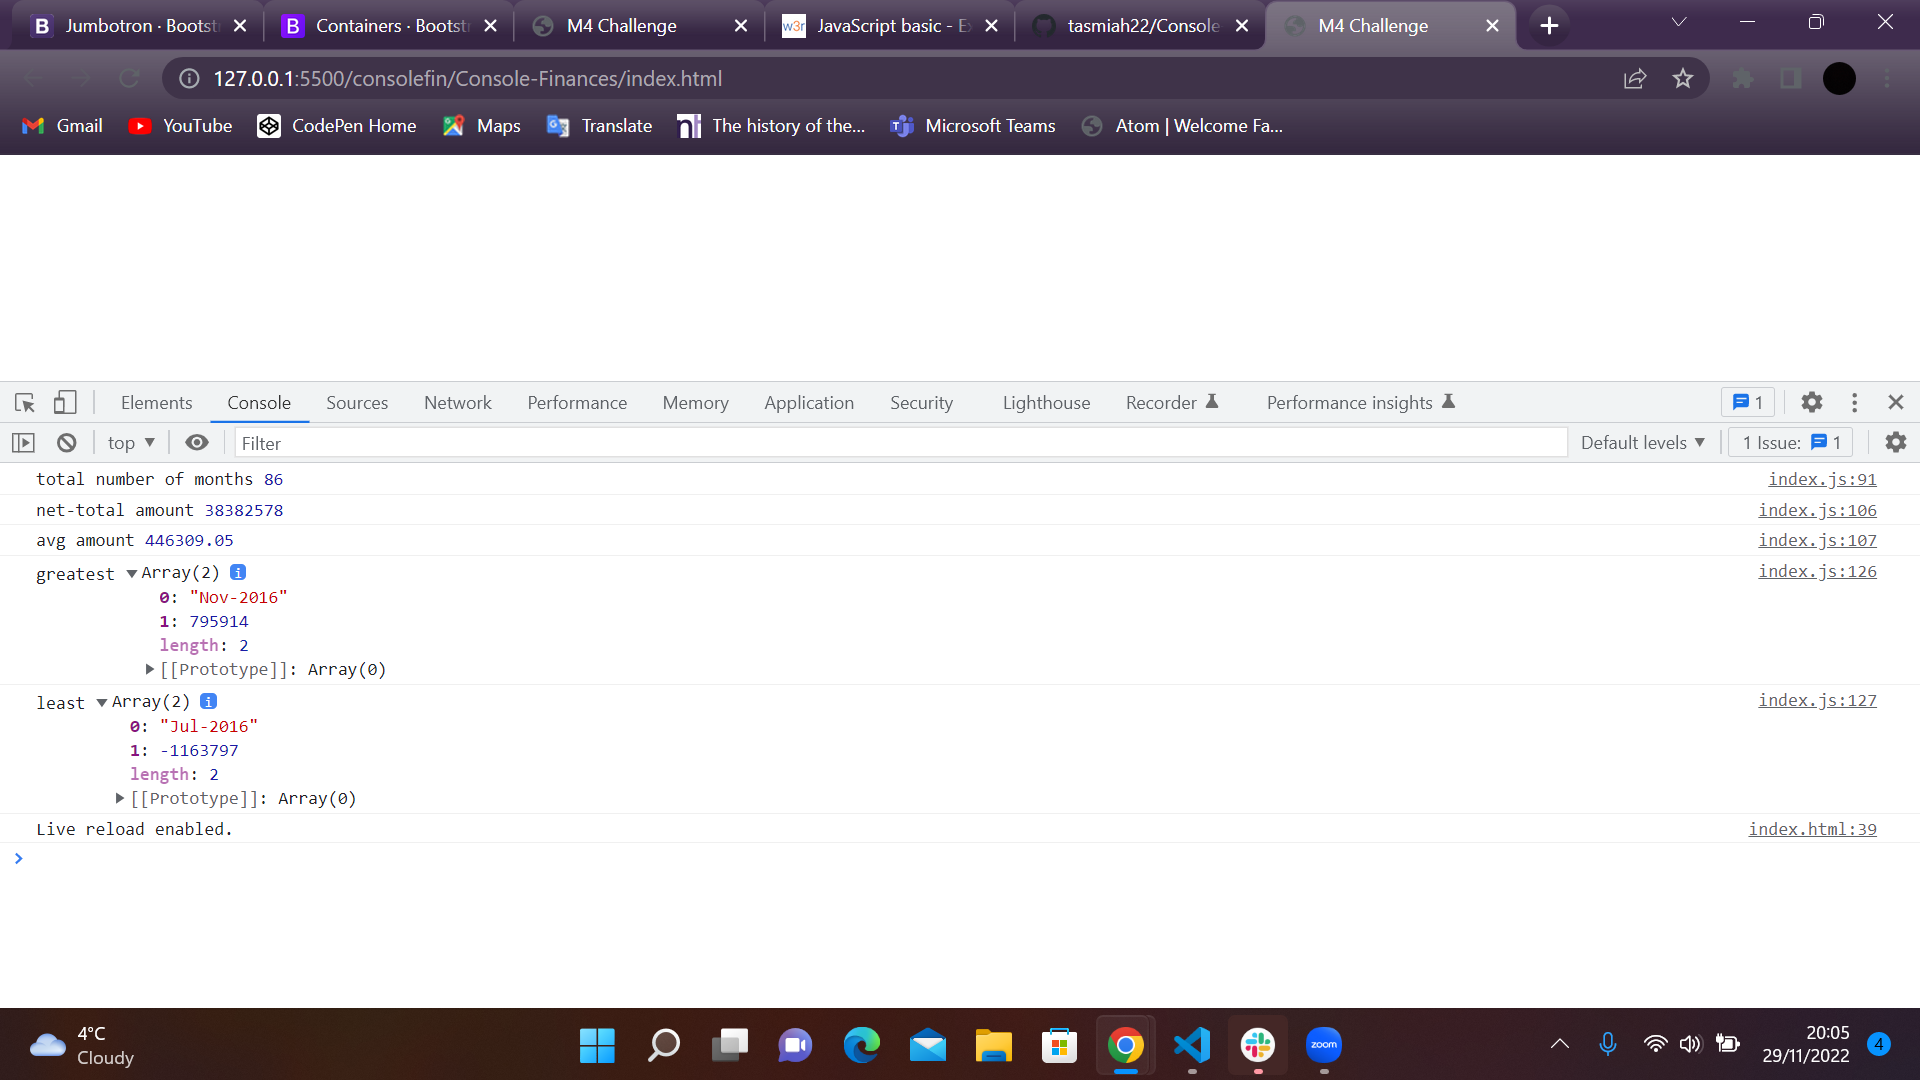 Jumbotron · Bootst
Containers · Bootst
M4 Challenge
w3r JavaScript basic - E
tasmiah22/Console
M4 Challenge
127.0.0.1:5500/consolefin/Console-Finances/index.html
Gmail YouTube CodePen Home Maps Translate The history of the... Microsoft Teams Atom | Welcome Fa...
Elements Console Sources Network Performance Memory Application Security Lighthouse Recorder Performance insights 1
top Filter Default levels 1 Issue: 1
total number of months 86 index.js:91
net-total amount 38382578 index.js:106
avg amount 446309.05 index.js:107
greatest Array(2) i index.js:126
0: "Nov-2016"
1: 795914
length: 2
[[Prototype]]: Array(0)
least Array(2) i index.js:127
0: "Jul-2016"
1: -1163797
length: 2
[[Prototype]]: Array(0)
Live reload enabled. index.html:39
4°C
Cloudy
zoom
20:05
29/11/2022
4